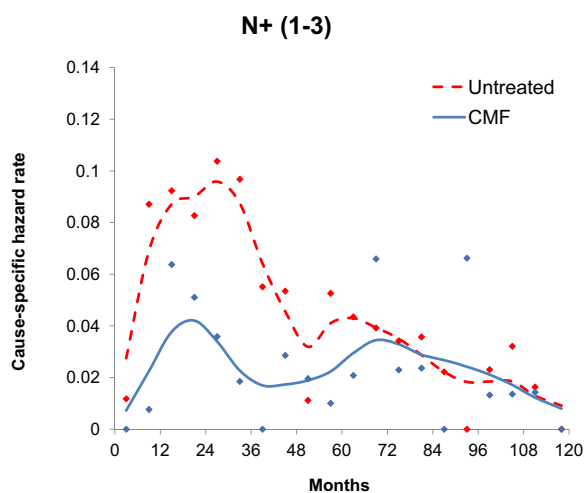 N+ (1-3)
0.14
0.12
0.1
0.08
0.06
0.04
0.02
0
Cause-specific hazard rate
Untreated
CMF
0 12 24 36 48 60 72 84 96 108 120
Months